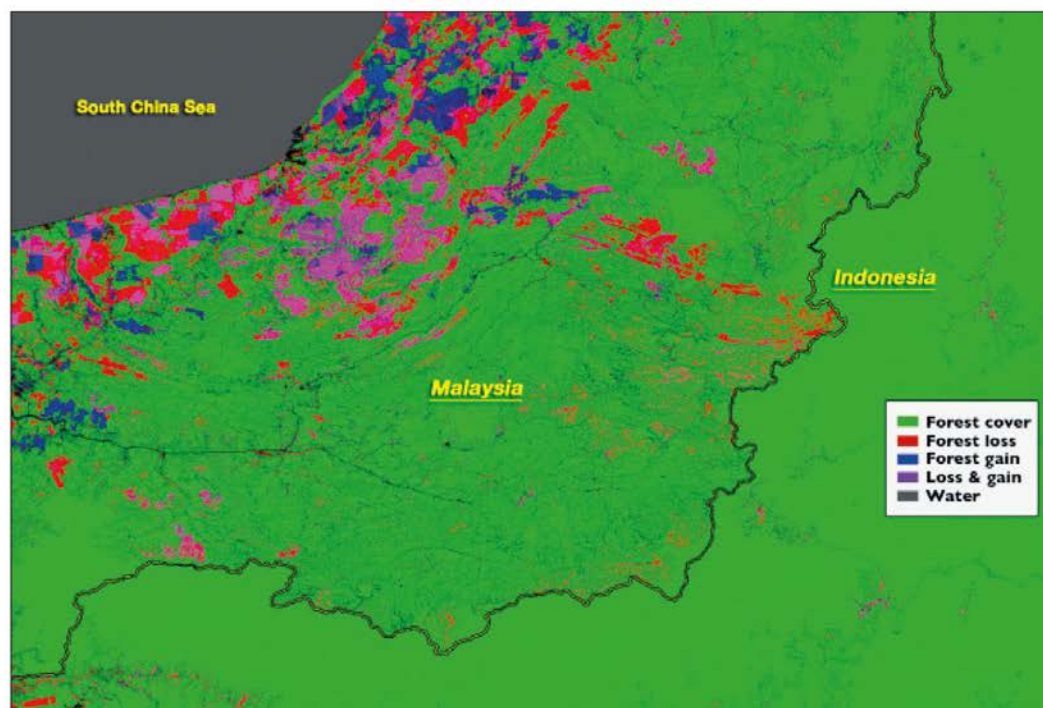 South China Sea
Indonesia
Malaysia
Forest cover
Forest loss
Forest gain
Loss & gain
Water